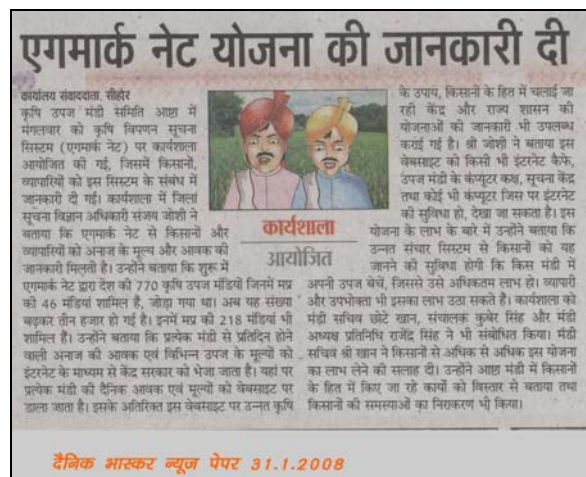 एगमार्क नेट योजना की जानकारी दी
कार्यालय संवाददाता, सीहोर
कृषि उपज मंडी समिति आष्टा में
मंगलवार को कृषि विपणन सूचना
सिस्टम (एगमार्क नेट) पर कार्यशाला
आयोजित की गई, जिसमें किसानों,
व्यापारियों को इस सिस्टम के संबंध में
जानकारी दी गई। कार्यशाला में जिला
सूचना विज्ञान अधिकारी संजय जोशी ने
बताया कि एगमार्क नेट से किसानों और
व्यापारियों को अनाज के मूल्य और आवक की
जानकारी मिलती है। उन्होंने बताया कि शुरू में
एगमार्क नेट द्वारा देश की 770 कृषि उपज मंडियों जिनमें मप्र
की 46 मंडियां शामिल है, जोड़ा गया था। अब यह संख्या
बढ़कर तीन हजार हो गई है। इनमें मप्र की 218 मंडियां भी
शामिल हैं। उन्होंने बताया कि प्रत्येक मंडी से प्रतिदिन होने
वाली अनाज की आवक एवं विभिन्न उपज के मूल्यों को
इंटरनेट के माध्यम से केंद्र सरकार को भेजा जाता है। यहां पर
प्रत्येक मंडी की दैनिक आवक एवं मूल्यों को वेबसाइट पर
डाला जाता है। इसके अतिरिक्त इस वेबसाइट पर उन्नत कृषि
कार्यशाला
आयोजित
के उपाय, किसानों के हित में चलाई जा
रही केंद्र और राज्य शासन की
योजनाओं की जानकारी भी उपलब्ध
कराई गई है। श्री जोशी ने बताया इस
वेबसाइट को किसी भी इंटरनेट कैफे,
उपज मंडी के कंप्यूटर कक्ष, सूचना केंद्र
तथा कोई भी कंप्यूटर जिस पर इंटरनेट
की सुविधा हो, देखा जा सकता है। इस
योजना के लाभ के बारे में उन्होंने बताया कि
उन्नत संचार सिस्टम से किसानों को यह
जानने की सुविधा होगी कि किस मंडी में
अपनी उपज बेचें, जिससे उसे अधिकतम लाभ हो। व्यापारी
और उपभोक्ता भी इसका लाभ उठा सकते हैं। कार्यशाला को
मंडी सचिव छोटे खान, संचालक कुबेर सिंह और मंडी
अध्यक्ष प्रतिनिधि राजेंद्र सिंह ने भी संबोधित किया। मंडी
सचिव श्री खान ने किसानों से अधिक से अधिक इस योजना
का लाभ लेने की सलाह दी। उन्होंने आष्टा मंडी में किसानों
के हित में किए जा रहे कार्यो को विस्तार से बताया तथा
किसानों की समस्याओं का निराकरण भी किया।
दैनिक भास्कर न्यूज पेपर 31.1.2008